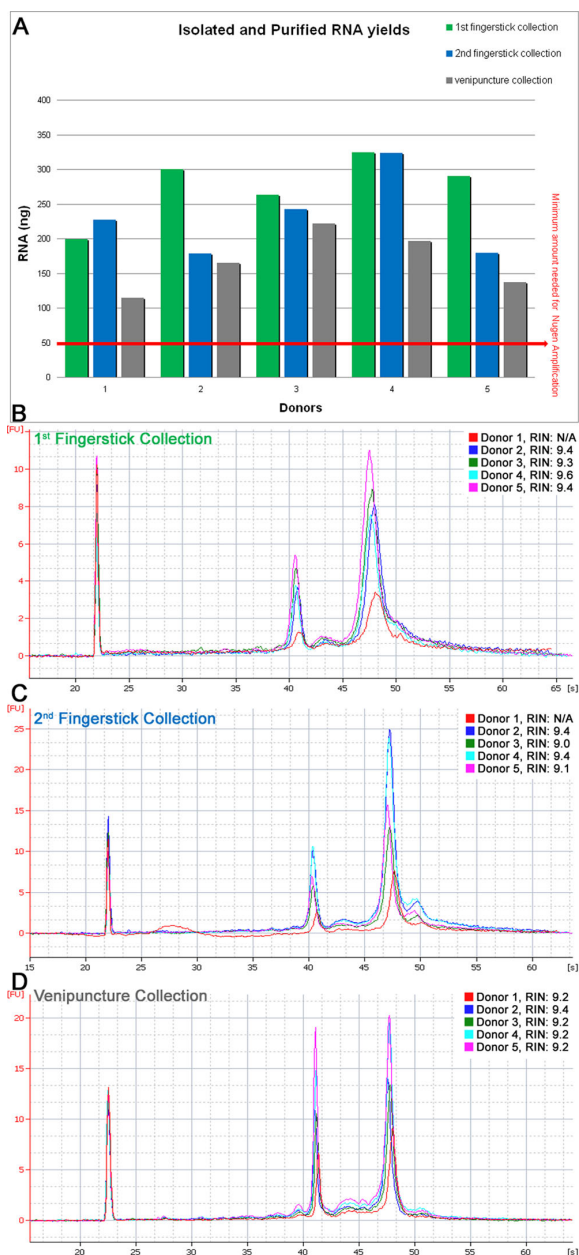 A
Isolated and Purified RNA yields
1st fingerstick collection
2nd fingerstick collection
venipuncture collection
400
350
300
250
200
150
100
50
0
RNA (ng)
Minimum amount needed for Nugen Amplification
1 2 3 4 5
Donors
B
[FU]
1st Fingerstick Collection
Donor 1, RIN: N/A
Donor 2, RIN: 9.4
Donor 3, RIN: 9.3
Donor 4, RIN: 9.6
Donor 5, RIN: 9.4
10
8
6
4
2
0
20 25 30 35 40 45 50 55 60 65 [s]
C
[FU]
2nd Fingerstick Collection
Donor 1, RIN: N/A
Donor 2, RIN: 9.4
Donor 3, RIN: 9.0
Donor 4, RIN: 9.4
Donor 5, RIN: 9.1
25
20
15
10
5
0
15 20 25 30 35 40 45 50 55 60 [s]
D
[FU]
Venipuncture Collection
Donor 1, RIN: 9.2
Donor 2, RIN: 9.4
Donor 3, RIN: 9.2
Donor 4, RIN: 9.2
Donor 5, RIN: 9.2
20
15
10
5
0
20 25 30 35 40 45 50 55 60 [s]